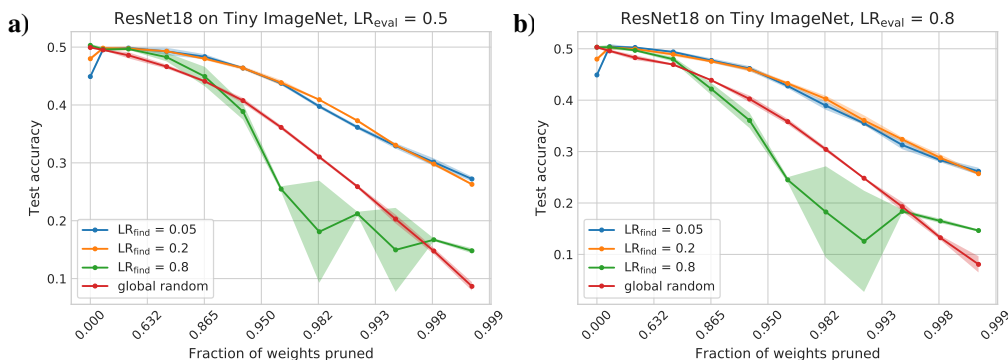 a)
ResNet18 on Tiny ImageNet, LR_eval = 0.5
0.5
0.4
0.3
0.2
0.1
Test accuracy
LR_find = 0.05
LR_find = 0.2
LR_find = 0.8
global random
0.000
0.632
0.865
0.950
0.982
0.993
0.998
0.999
Fraction of weights pruned
b)
ResNet18 on Tiny ImageNet, LR_eval = 0.8
0.5
0.4
0.3
0.2
0.1
Test accuracy
LR_find = 0.05
LR_find = 0.2
LR_find = 0.8
global random
0.000
0.632
0.865
0.950
0.982
0.993
0.998
0.999
Fraction of weights pruned